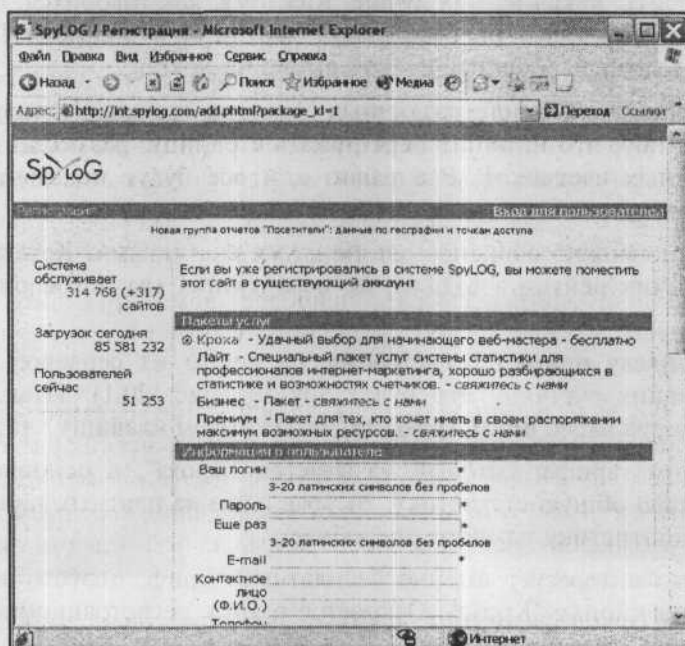 SpyLOG / Регистрация - Microsoft Internet Explorer
Файл Правка Вид Избранное Сервис Справка
Назад Поиск Избранное Медиа
Адрес: http://int.spylog.com/add.phtml?package_id=1 Переход Ссылки
SpyLOG
Регистрация Вход для пользователей
Новая группа отчетов "Посетители": данные по географии и точкам доступа
Система
обслуживает
314 768 (+317)
сайтов
Загрузок сегодня
85 581 232
Пользователей
сейчас
51 253
Если вы уже регистрировались в системе SpyLOG, вы можете поместить
этот сайт в существующий аккаунт
Пакеты услуг
Кроха - Удачный выбор для начинающего веб-мастера - бесплатно
Лайт - Специальный пакет услуг системы статистики для
профессионалов интернет-маркетинга, хорошо разбирающихся в
статистике и возможностях счетчиков. - свяжитесь с нами
Бизнес - Пакет - свяжитесь с нами
Премиум - Пакет для тех, кто хочет иметь в своем распоряжении
максимум возможных ресурсов. - свяжитесь с нами
Информация о пользователе
Ваш логин *
3-20 латинских символов без пробелов
Пароль *
Еще раз *
3-20 латинских символов без пробелов
E-mail *
Контактное
лицо
(Ф.И.О.)
Телефон
Интернет